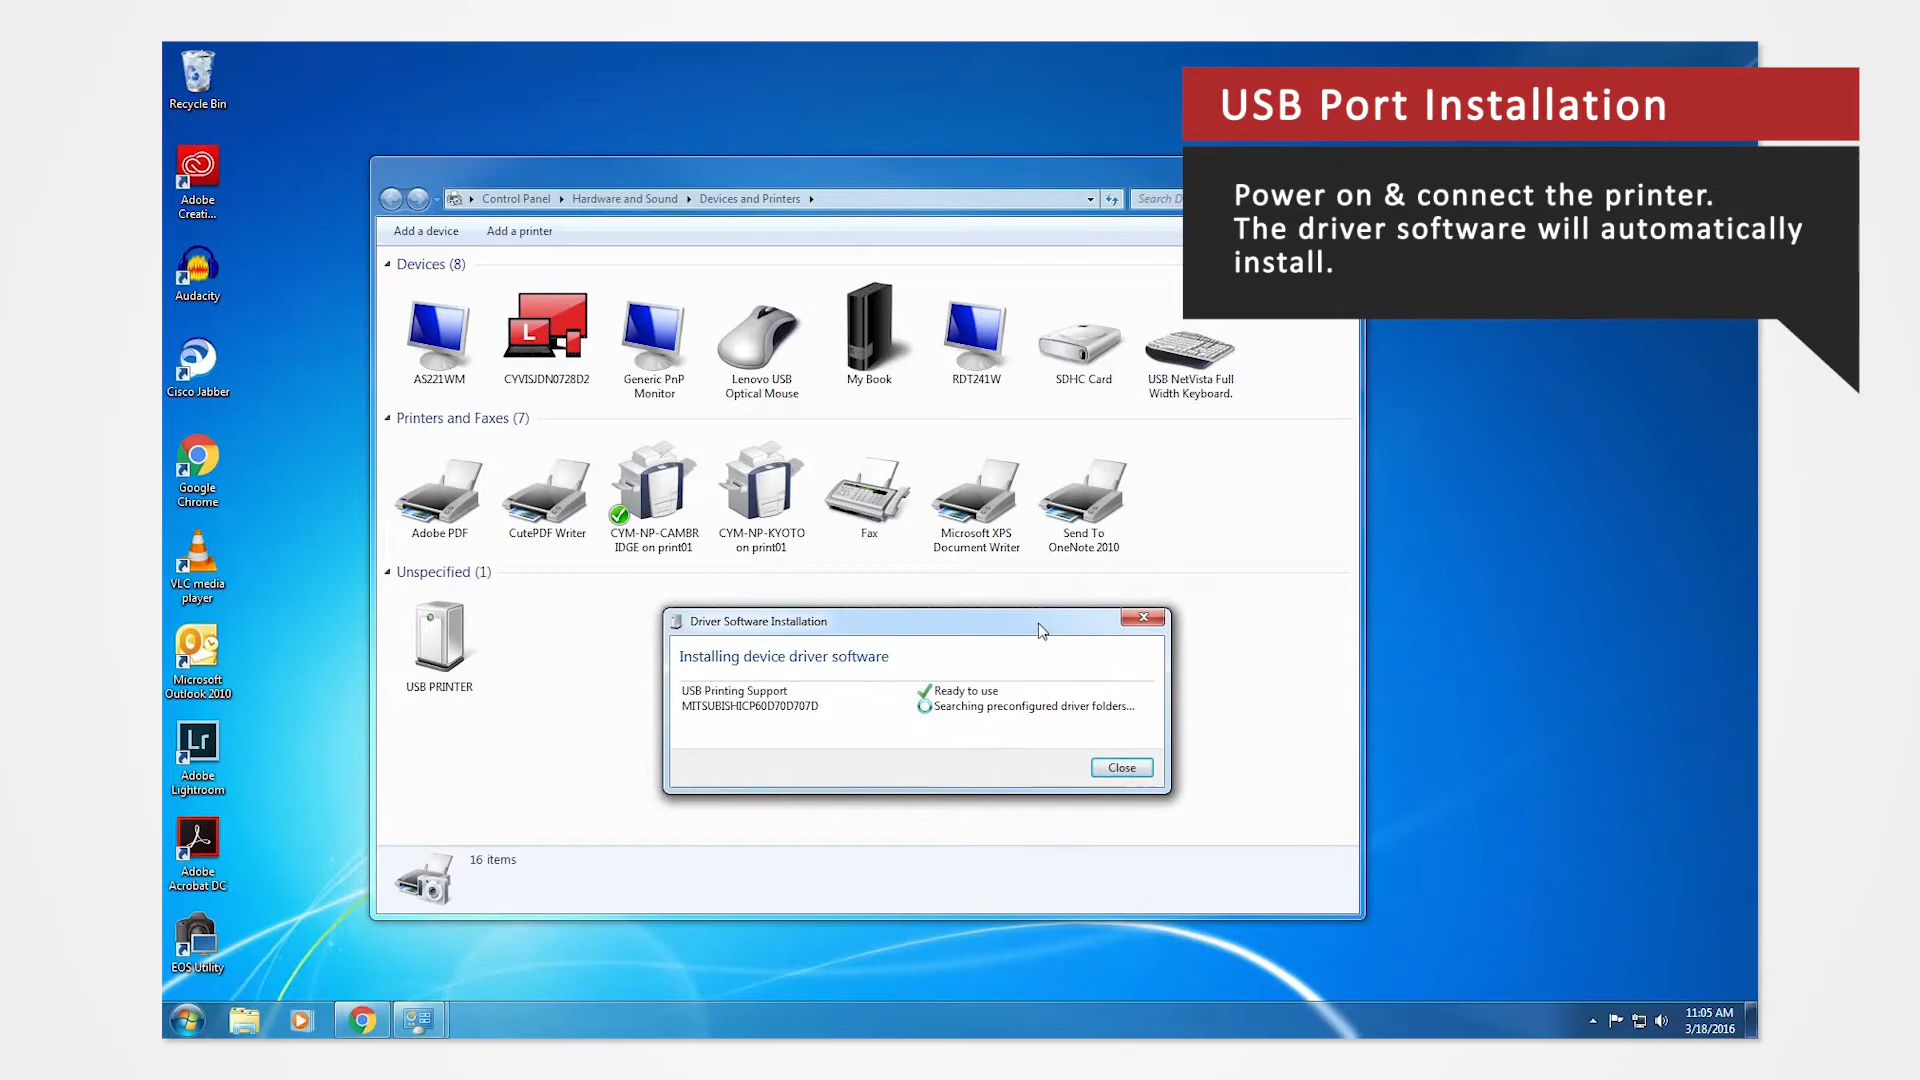 USB Port Installation
Power on & connect the printer.
The driver software will automatically
install.
Recycle Bin
Adobe
Creati...
Audacity
Cisco Jabber
Google
Chrome
VLC media
player
Microsoft
Outlook 2010
Lr
Adobe
Lightroom
Adobe
Acrobat DC
EOS Utility
Control Panel
Hardware and Sound
Devices and Printers
Search D
Add a device
Add a printer
Devices (8)
L
AS221WM
CYVISJDN0728D2
Generic PnP
Monitor
Lenovo USB
Optical Mouse
My Book
RDT241W
SDHC Card
USB NetVista Full
Width Keyboard.
Printers and Faxes (7)
Adobe PDF
CutePDF Writer
CYM-NP-CAMBR
IDGE on print01
CYM-NP-KYOTO
on print01
Fax
Microsoft XPS
Document Writer
Send To
OneNote 2010
Unspecified (1)
USB PRINTER
Driver Software Installation
Installing device driver software
USB Printing Support
Ready to use
MITSUBISHICP60D70D707D
Searching preconfigured driver folders...
Close
16 items
11:05 AM
3/18/2016